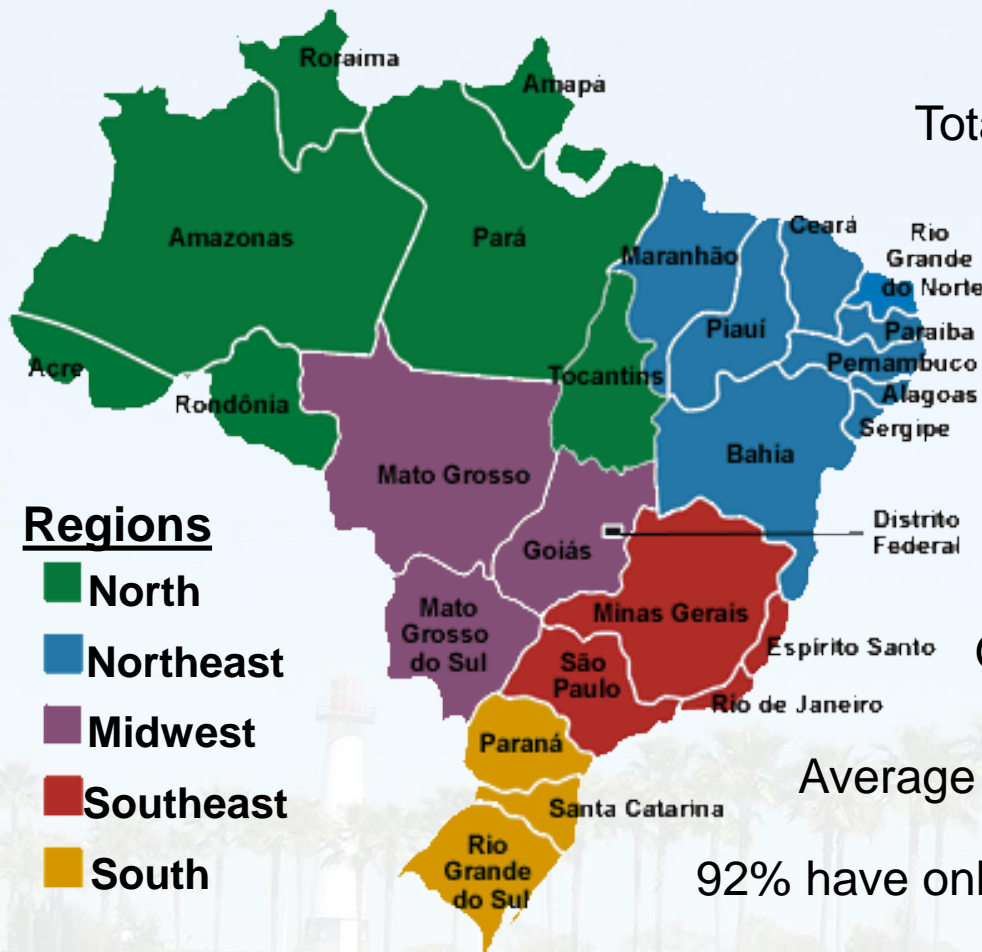 Roraima
Amapá
Amazonas
Pará
Maranhão
Ceará
Rio
Grande
do Norte
Piauí
Paraiba
Pernambuco
Alagoas
Sergipe
Acre
Rondônia
Tocantins
Bahia
Mato Grosso
Goiás
Distrito
Federal
Mato
Grosso
do Sul
Minas Gerais
Espírito Santo
São
Paulo
Rio de Janeiro
Paraná
Santa Catarina
Rio
Grande
do Sul
Regions
North
Northeast
Midwest
Southeast
South
Average
92% have